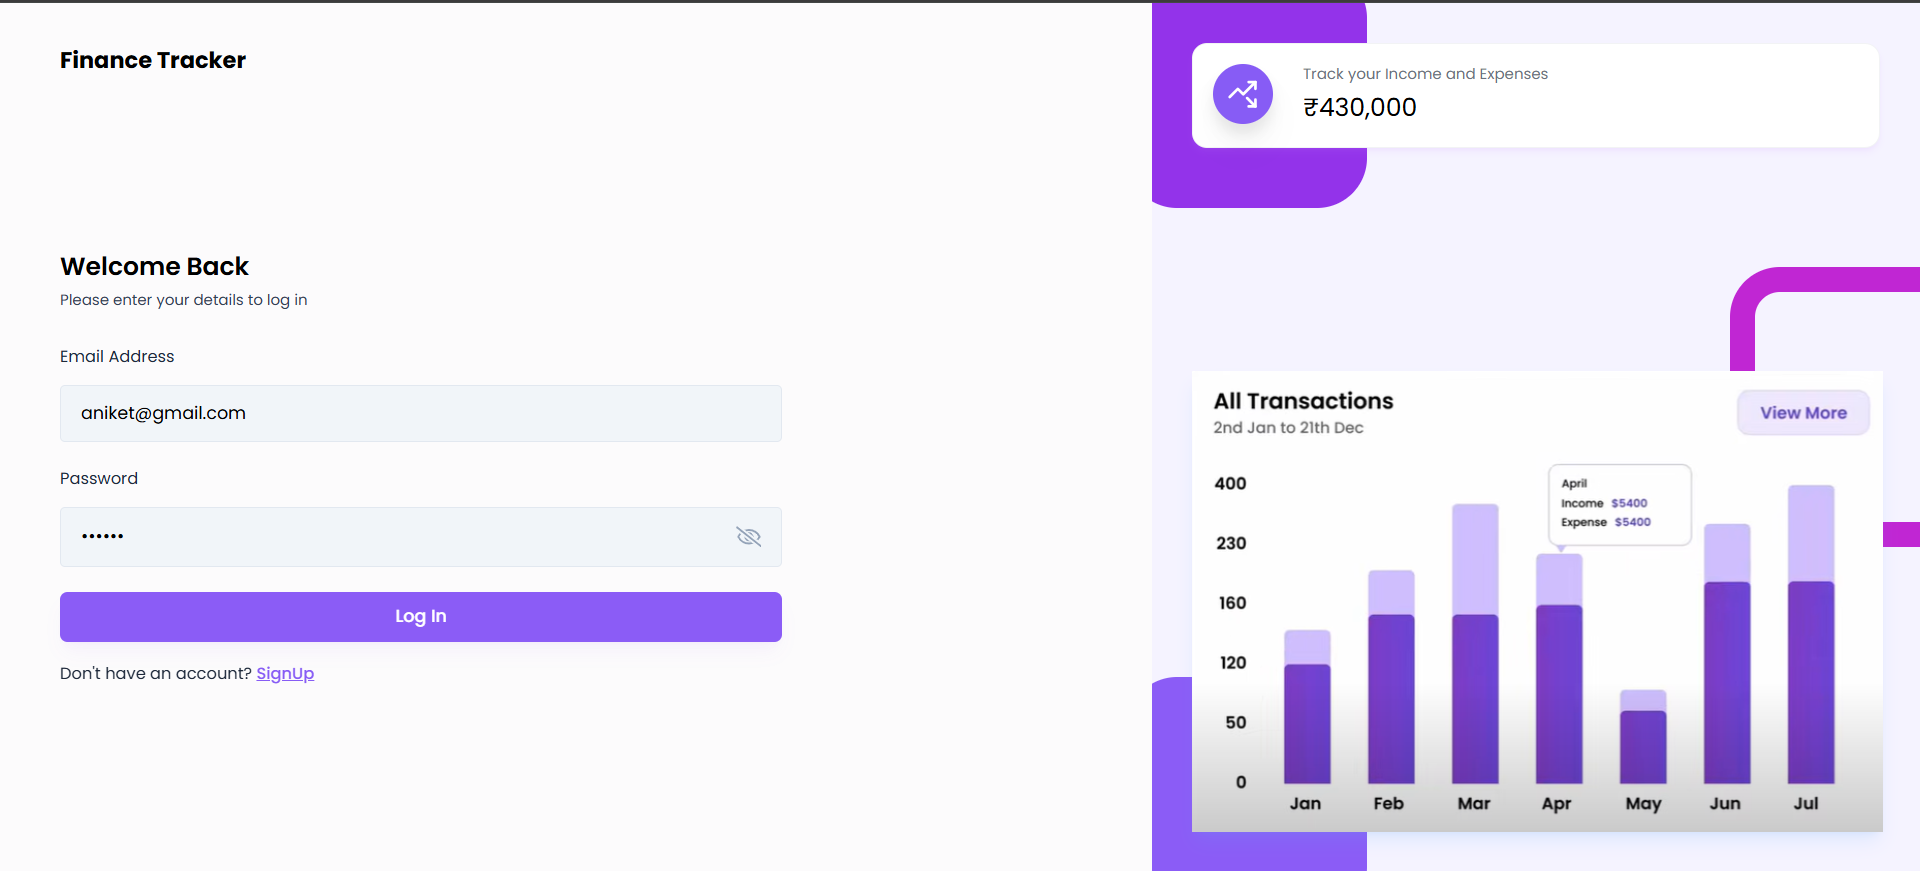 Finance Tracker
Welcome Back
Please enter your details to log in
Email Address
aniket@gmail.com
Password
••••••
Log In
Don't have an account? SignUp
Track your Income and Expenses
₹430,000
All Transactions
2nd Jan to 21th Dec
View More
400
230
160
120
50
0
April
Income $5400
Expense $5400
Jan Feb Mar Apr May Jun Jul